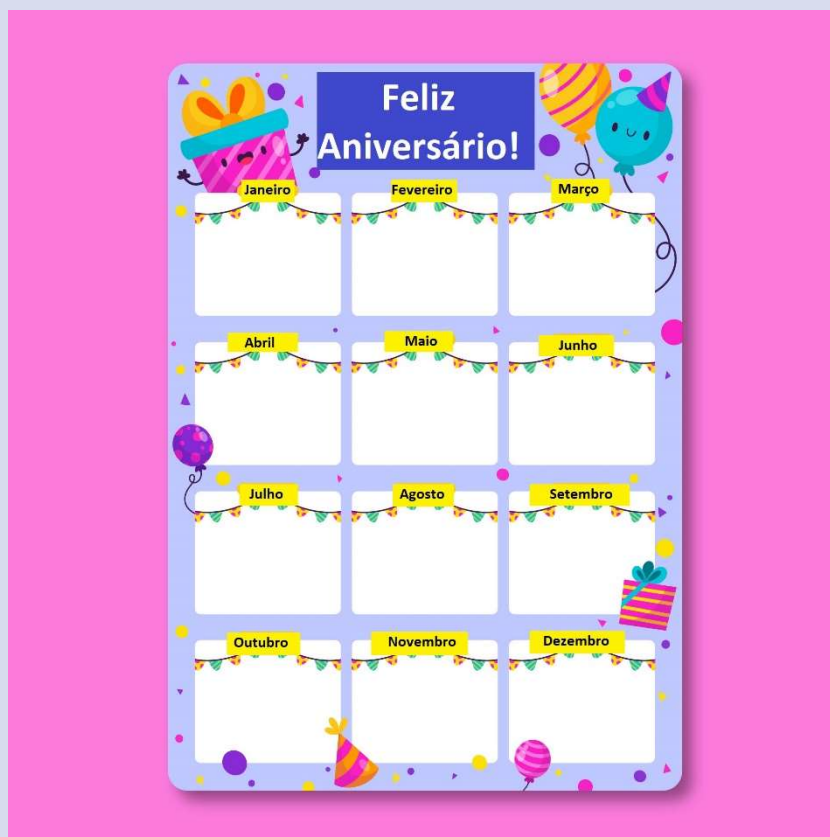 Feliz
Aniversário!
Janeiro
Fevereiro
Março
Abril
Maio
Junho
Julho
Agosto
Setembro
Outubro
Novembro
Dezembro